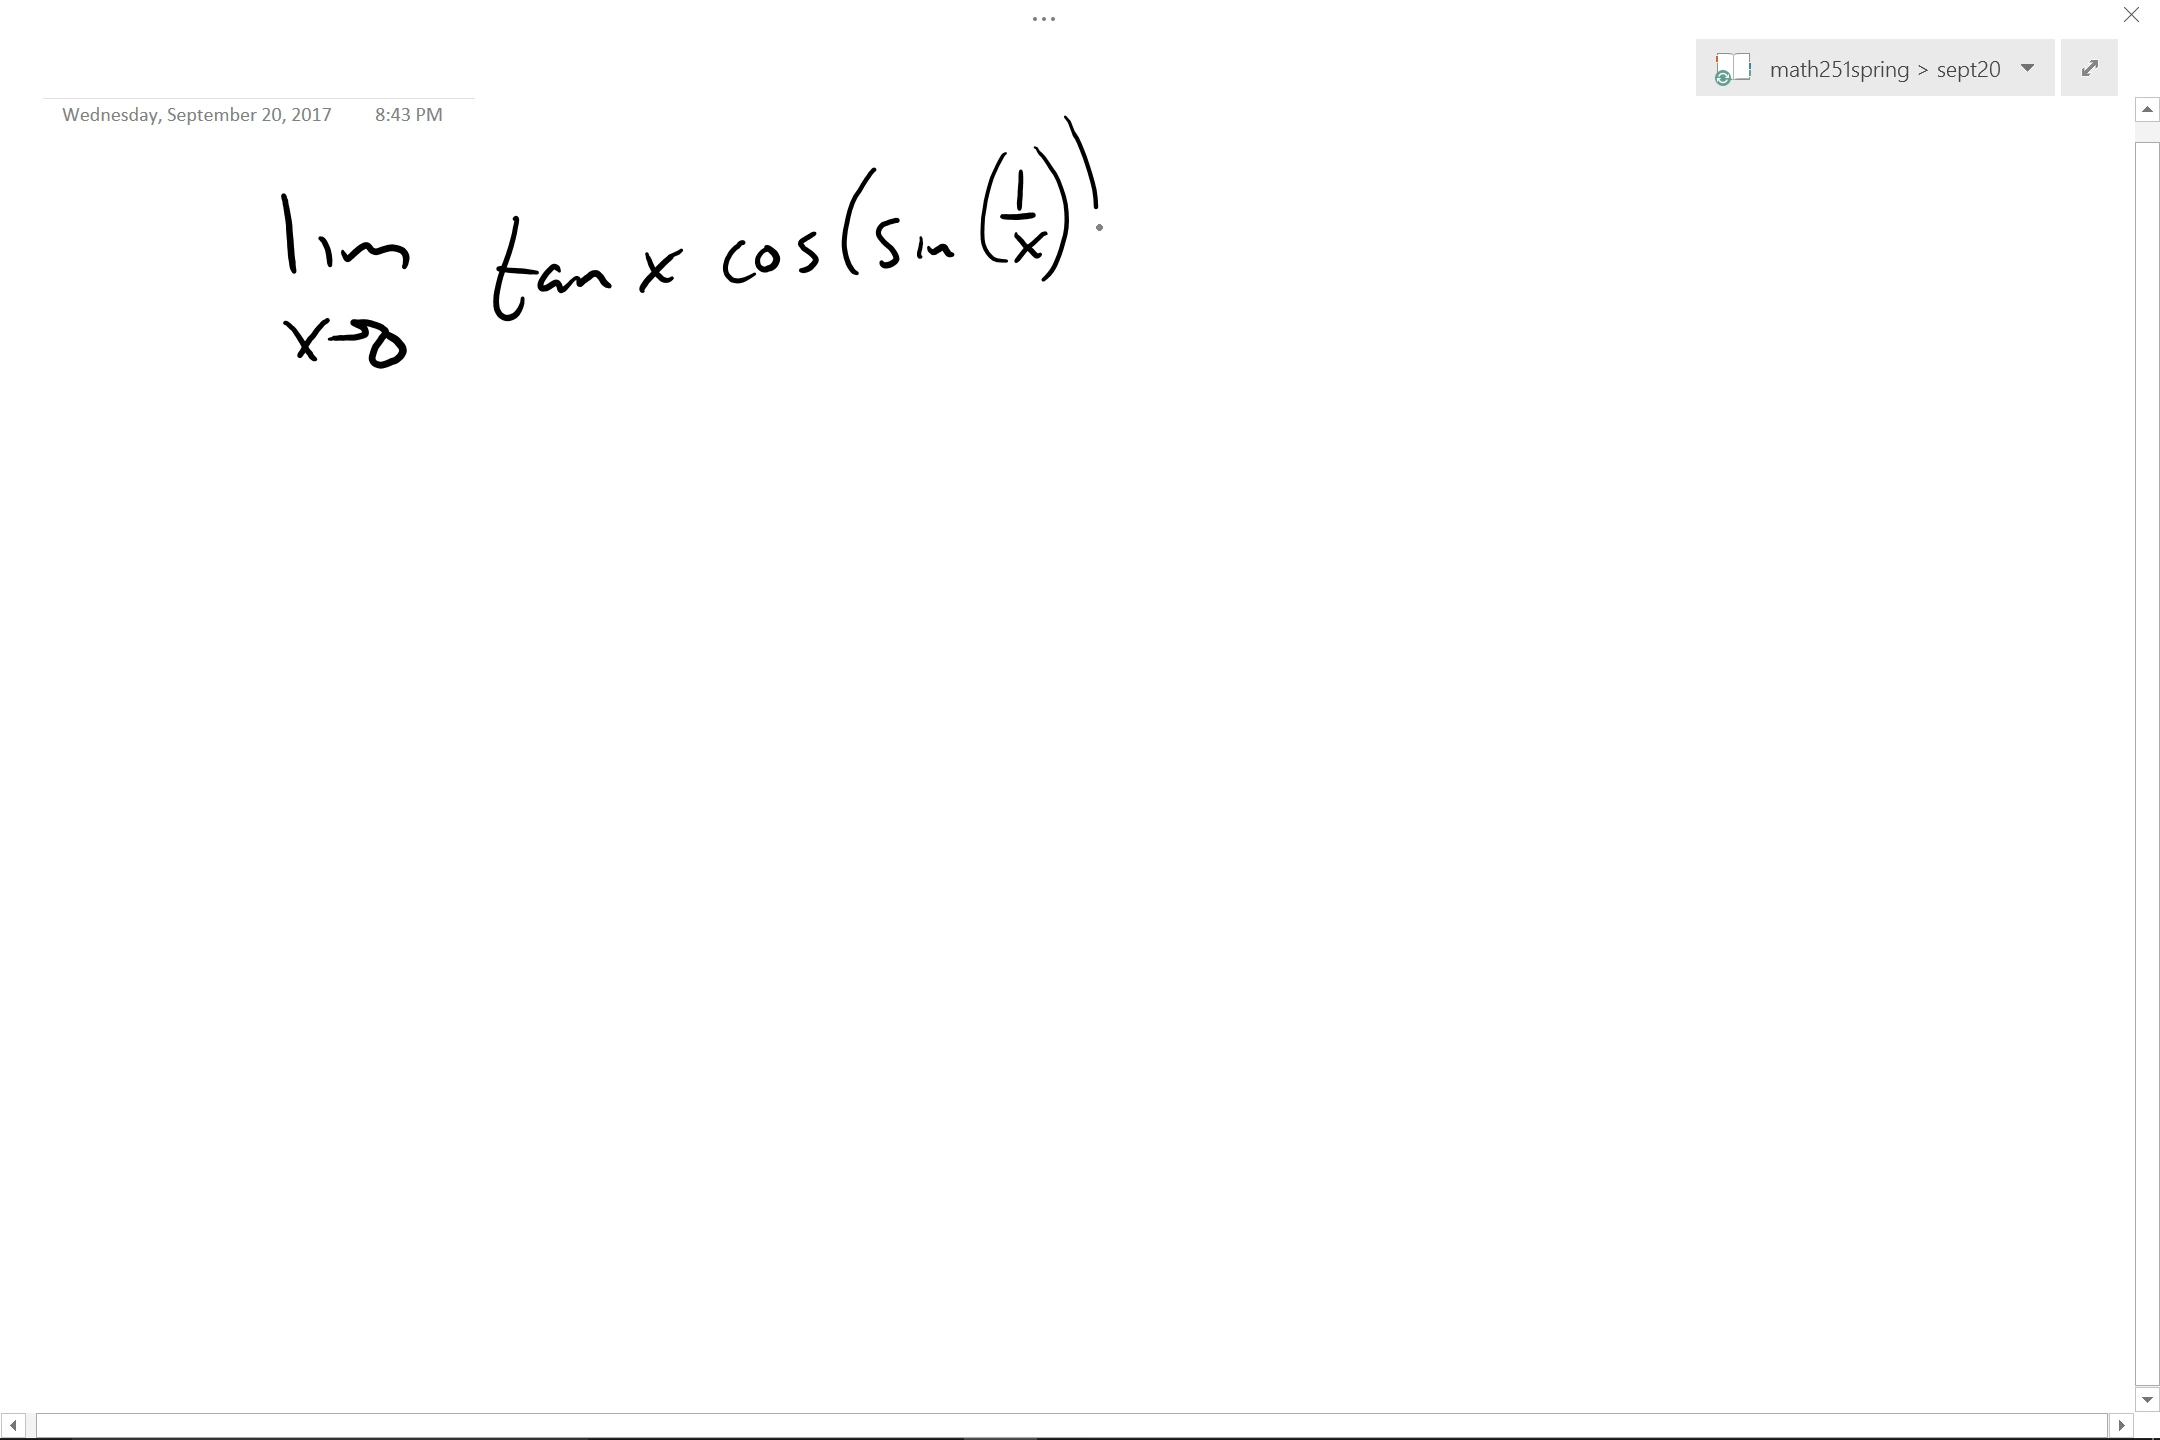 math251spring > sept20
Wednesday, September 20, 2017 8:43 PM
lim tan x cos(sin(1/x))
x→0